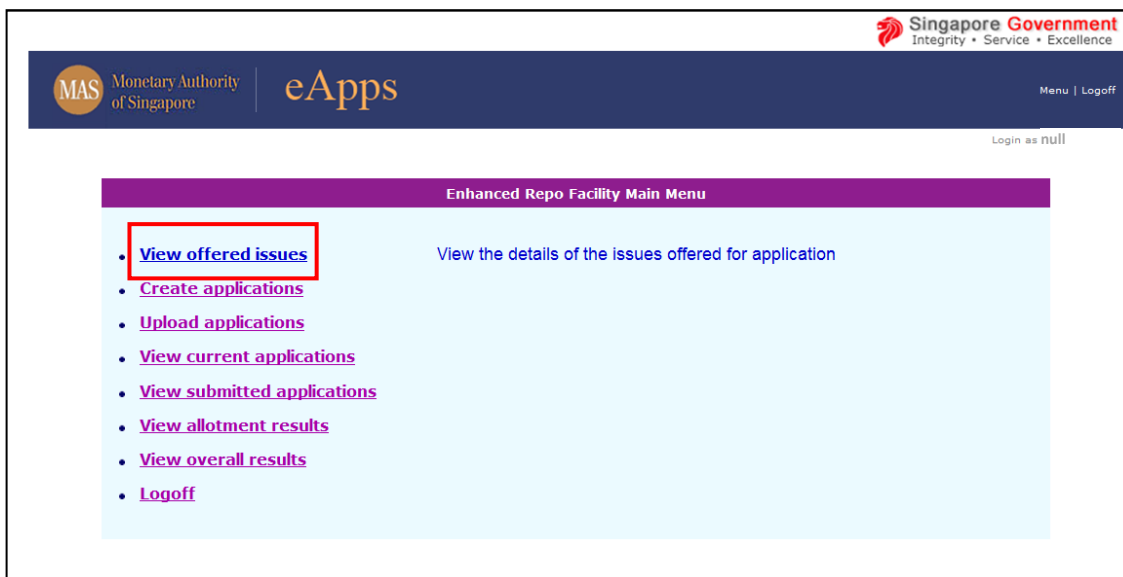 Singapore Government
Integrity • Service • Excellence
MAS Monetary Authority of Singapore eApps
Menu | Logoff
Login as null
Enhanced Repo Facility Main Menu
• View offered issues View the details of the issues offered for application
• Create applications
• Upload applications
• View current applications
• View submitted applications
• View allotment results
• View overall results
• Logoff